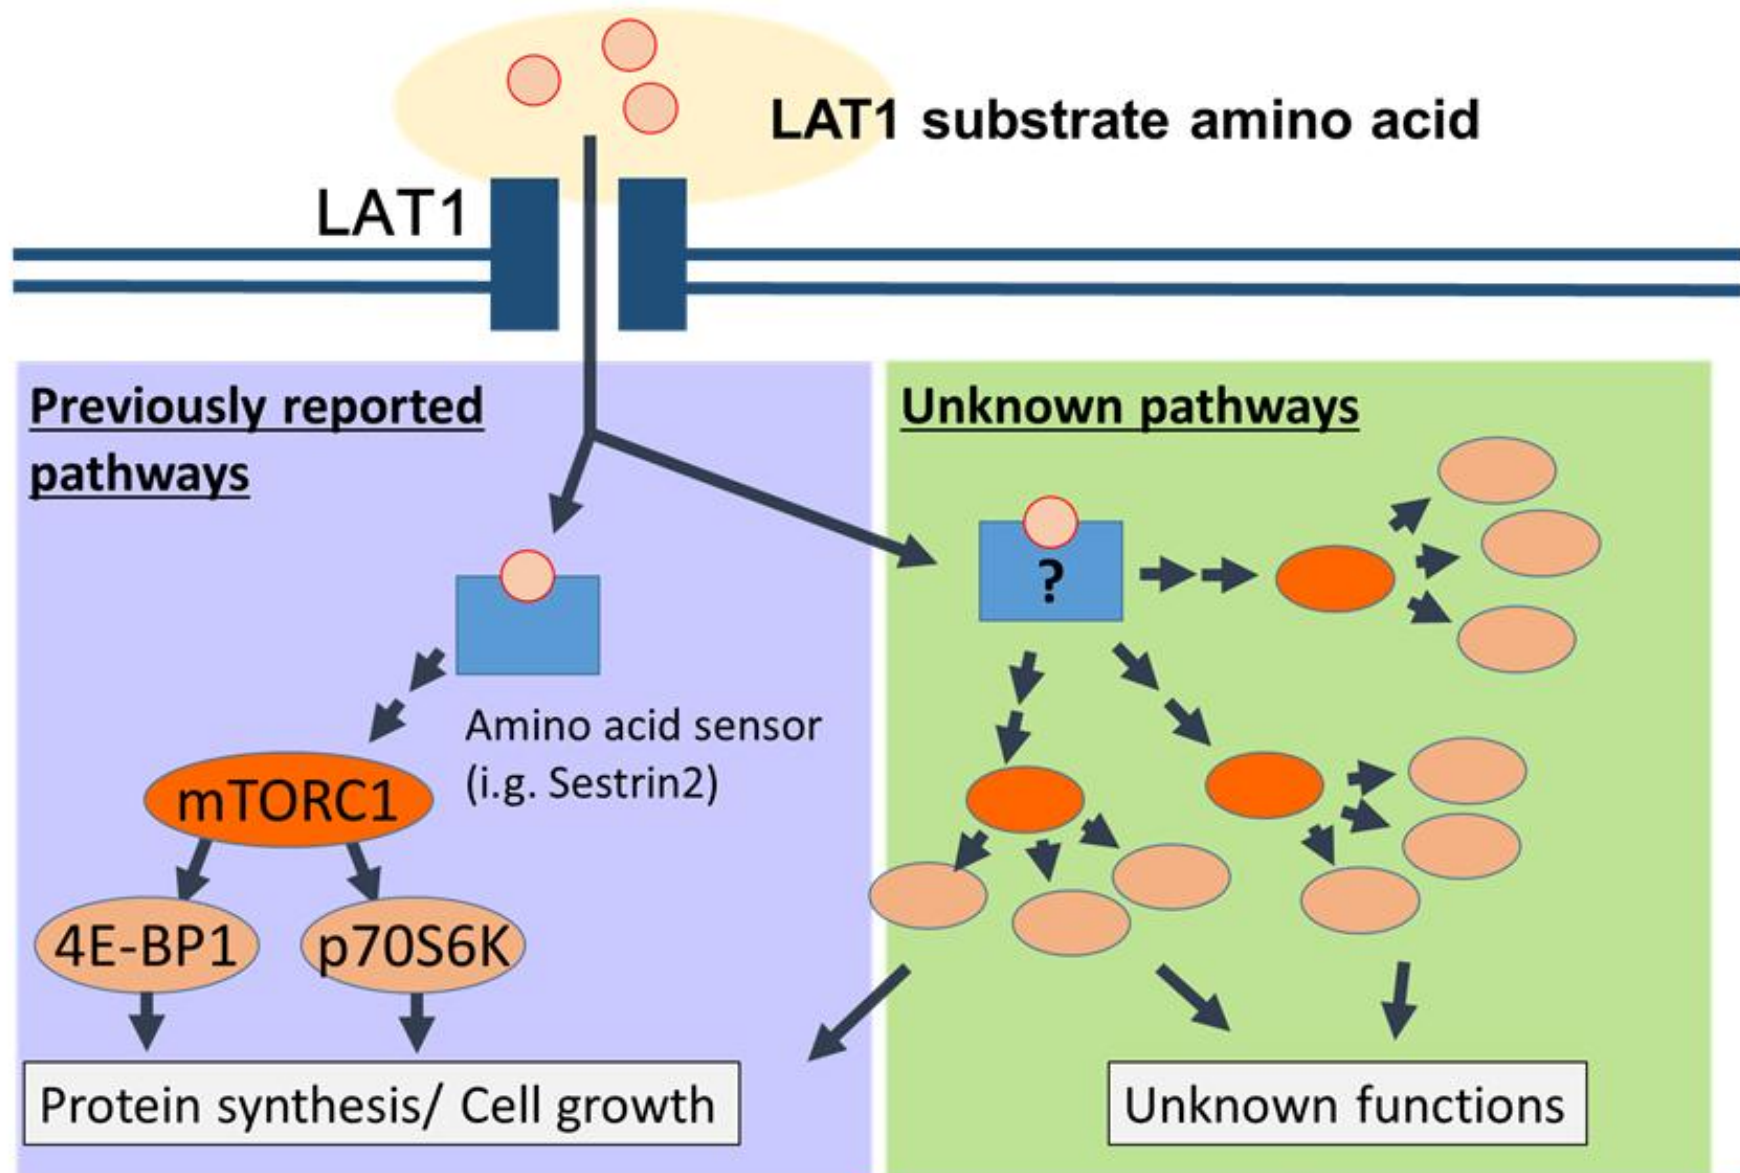 LAT1 substrate amino acid
LAT1
Previously reported
pathways
Amino acid sensor
(i.g. Sestrin2)
mTORC1
4E-BP1
p70S6K
Protein synthesis/ Cell growth
Unknown pathways
?
Unknown functions